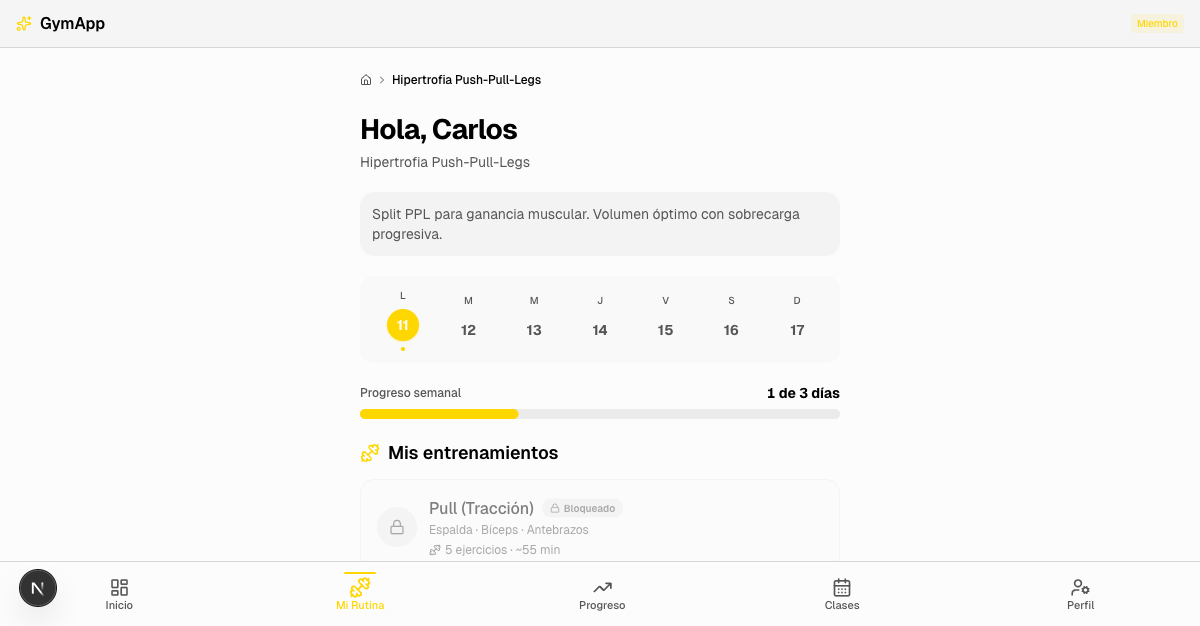 GymApp
Miembro
Hipertrofia Push-Pull-Legs
Hola, Carlos
Hipertrofia Push-Pull-Legs
Split PPL para ganancia muscular. Volumen óptimo con sobrecarga
progresiva.
L M M J V S D
11 12 13 14 15 16 17
Progreso semanal 1 de 3 días
Mis entrenamientos
Pull (Tracción) Bloqueado
Espalda · Bíceps · Antebrazos
5 ejercicios · ~55 min
N
Inicio Mi Rutina Progreso Clases Perfil